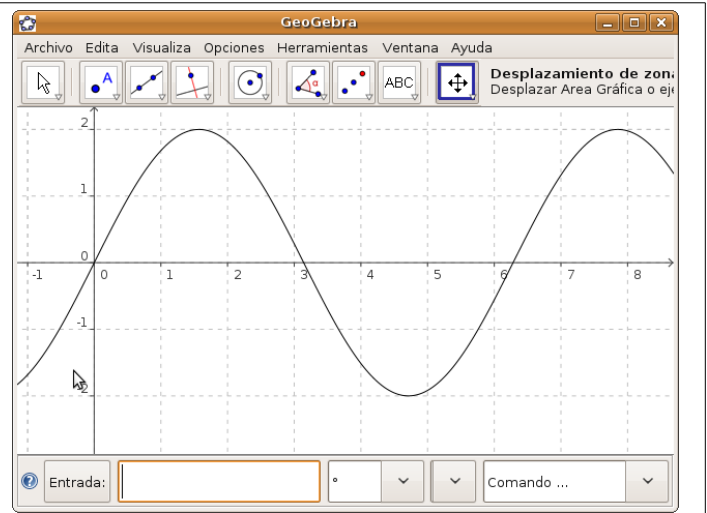 GeoGebra
Archivo Edita Visualiza Opciones Herramientas Ventana Ayuda
A
α
ABC
Desplazamiento de zona
Desplazar Area Gráfica o eje
2
1
0
-1 0 1 2 3 4 5 6 7 8
-1
-2
Entrada:
°
Comando ...